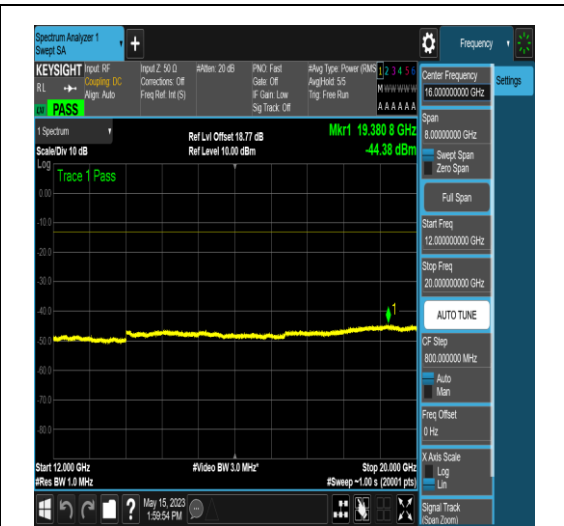 Spectrum Analyzer 1
Swept SA
+
Frequency
KEYSIGHT
RL
PASS
Input: RF
Coupling: DC
Align: Auto
Input Z: 50 Ω
Corrections: Off
Freq Ref: Int (S)
#Atten: 20 dB
PNO: Fast
Gate: Off
IF Gain: Low
Sig Track: Off
#Avg Type: Power (RMS
Avg|Hold: 5/5
Trig: Free Run
1 2 3 4 5 6
M W W W W W
A A A A A A
1 Spectrum
Scale/Div 10 dB
Ref Lvl Offset 18.77 dB
Ref Level 10.00 dBm
Mkr1 19.380 8 GHz
-44.38 dBm
Log
Trace 1 Pass
0.00
-10.0
-20.0
-30.0
-40.0
-50.0
-60.0
-70.0
-80.0
1
Start 12.000 GHz
#Res BW 1.0 MHz
#Video BW 3.0 MHz*
Stop 20.000 GHz
#Sweep ~1.00 s (20001 pts)
?
May 15, 2023
1:59:54 PM
Center Frequency
16.000000000 GHz
Settings
Span
8.00000000 GHz
Swept Span
Zero Span
Full Span
Start Freq
12.000000000 GHz
Stop Freq
20.000000000 GHz
AUTO TUNE
CF Step
800.000000 MHz
Auto
Man
Freq Offset
0 Hz
X Axis Scale
Log
Lin
Signal Track
(Span Zoom)